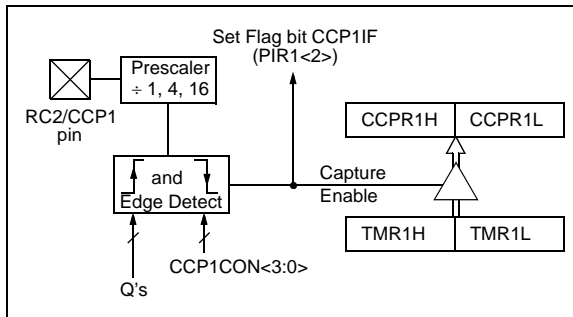 Set Flag bit CCP1IF
(PIR1<2>)
Prescaler
÷ 1, 4, 16
RC2/CCP1
pin
CCPR1H
CCPR1L
and
Edge Detect
Capture
Enable
TMR1H
TMR1L
Q's
CCP1CON<3:0>